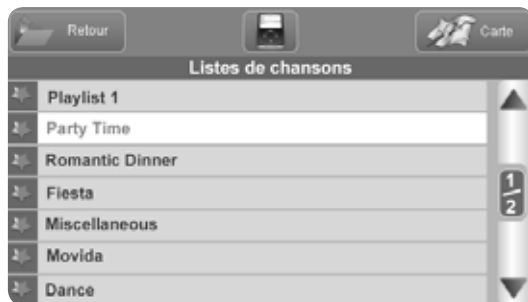 Retour
Carte
Listes de chansons
Playlist 1
Party Time
Romantic Dinner
Fiesta
Miscellaneous
Movida
Dance
1/2